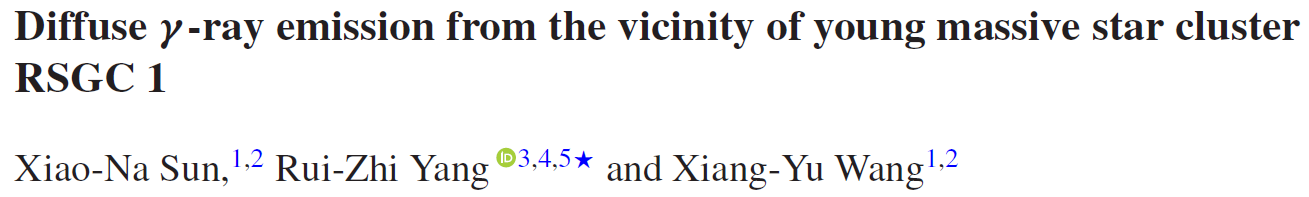 Diffuse γ-ray emission from the vicinity of young massive star cluster
RSGC 1
Xiao-Na Sun,1,2 Rui-Zhi Yang iD3,4,5★ and Xiang-Yu Wang1,2